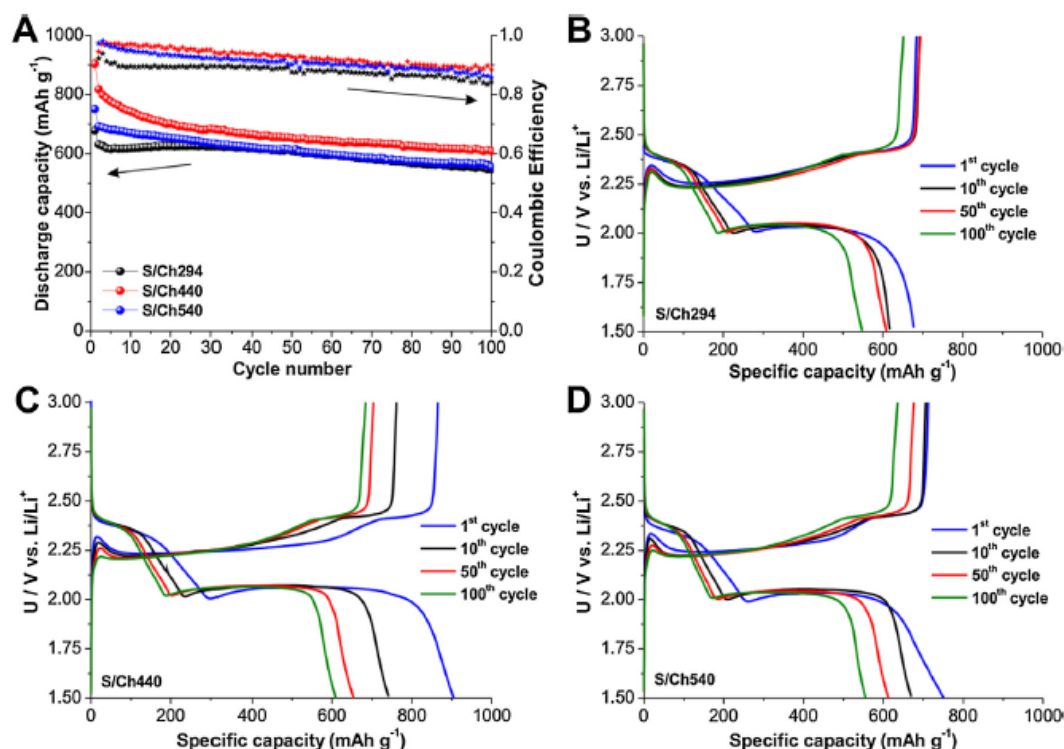 A
Discharge capacity (mAh g⁻¹)
1000
800
600
400
200
0
S/Ch294
S/Ch440
S/Ch540
0 10 20 30 40 50 60 70 80 90 100
Cycle number
1.0
0.8
0.6
0.4
0.2
0.0
Coulombic Efficiency
B
U / V vs. Li/Li⁺
3.00
2.75
2.50
2.25
2.00
1.75
1.50
1ˢᵗ cycle
10ᵗʰ cycle
50ᵗʰ cycle
100ᵗʰ cycle
S/Ch294
0 200 400 600 800 1000
Specific capacity (mAh g⁻¹)
C
U / V vs. Li/Li⁺
3.00
2.75
2.50
2.25
2.00
1.75
1.50
1ˢᵗ cycle
10ᵗʰ cycle
50ᵗʰ cycle
100ᵗʰ cycle
S/Ch440
0 200 400 600 800 1000
Specific capacity (mAh g⁻¹)
D
U / V vs. Li/Li⁺
3.00
2.75
2.50
2.25
2.00
1.75
1.50
1ˢᵗ cycle
10ᵗʰ cycle
50ᵗʰ cycle
100ᵗʰ cycle
S/Ch540
0 200 400 600 800 1000
Specific capacity (mAh g⁻¹)